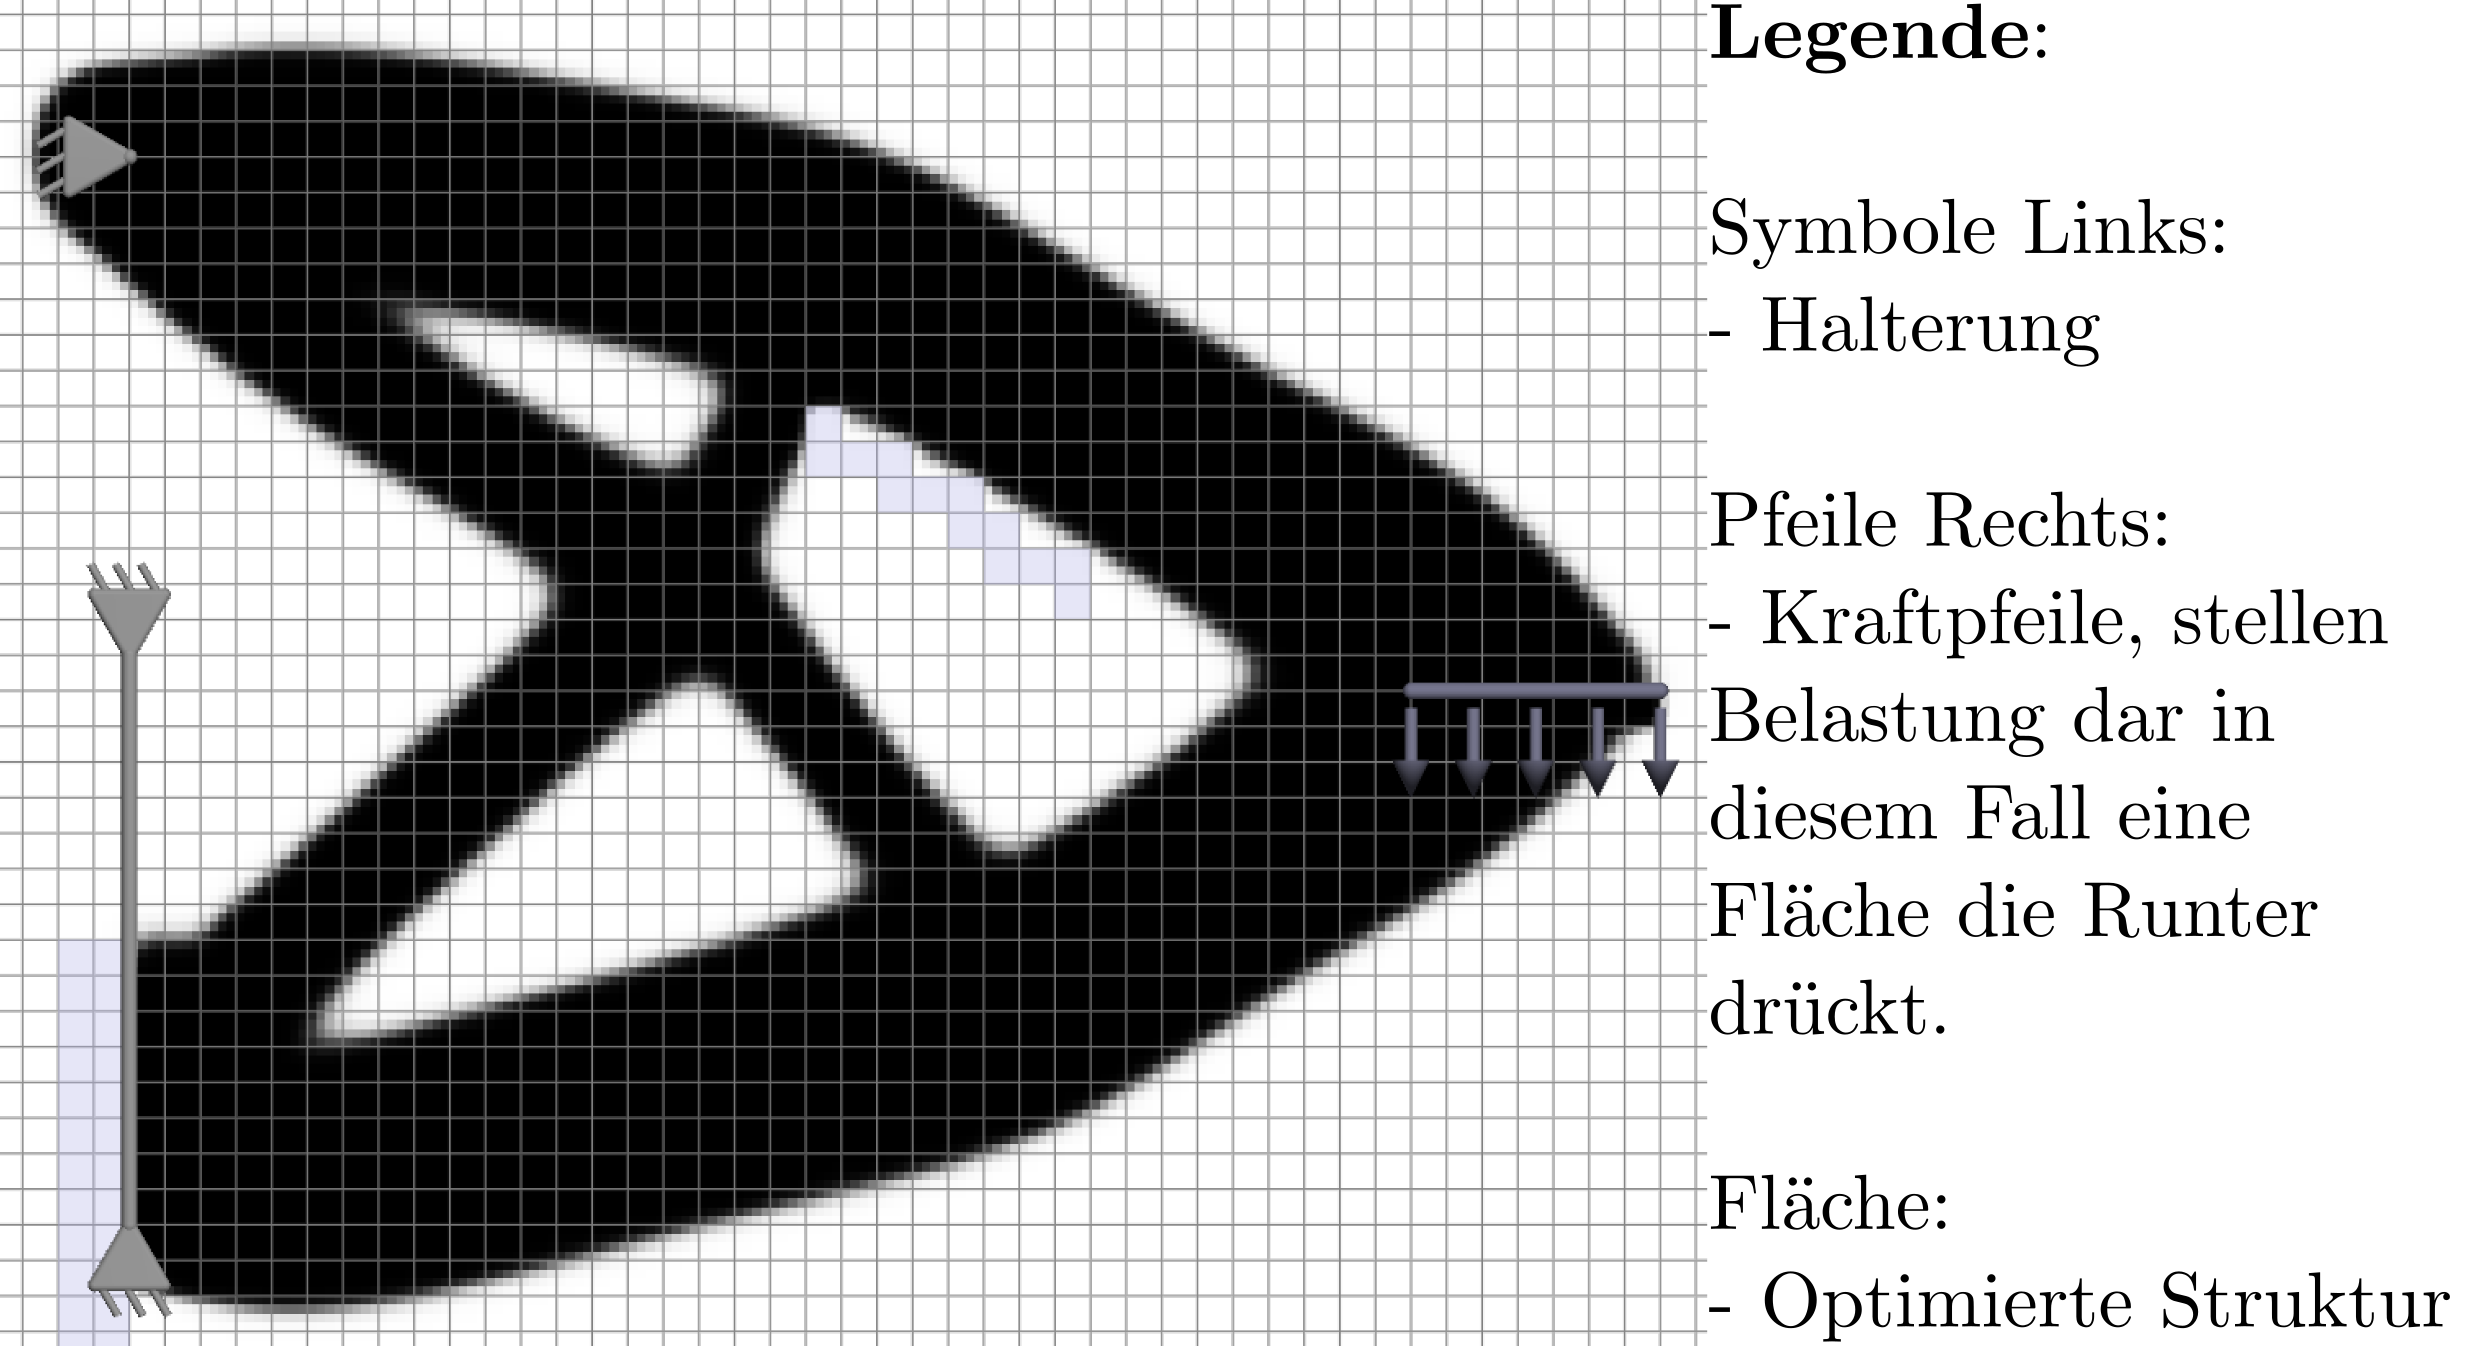 Legende:
Symbole Links:
- Halterung
Pfeile Rechts:
- Kraftpfeile, stellen
Belastung dar in
diesem Fall eine
Fläche die Runter
drückt.
Fläche:
- Optimierte Struktur